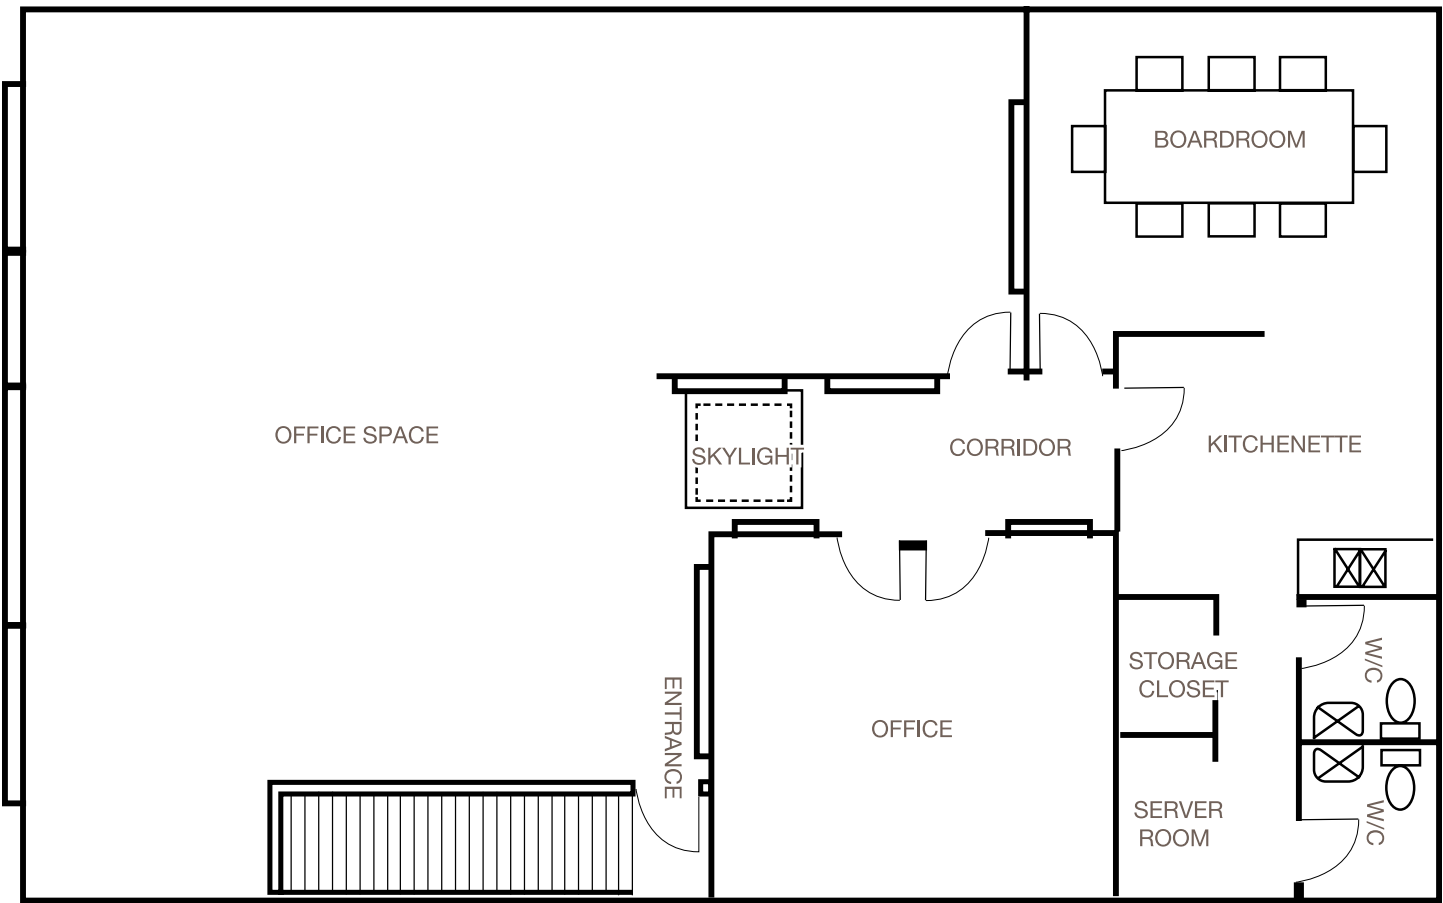 BOARDROOM
OFFICE SPACE
SKYLIGHT
CORRIDOR
KITCHENETTE
STORAGE
CLOSET
W/C
ENTRANCE
OFFICE
SERVER
ROOM
W/C